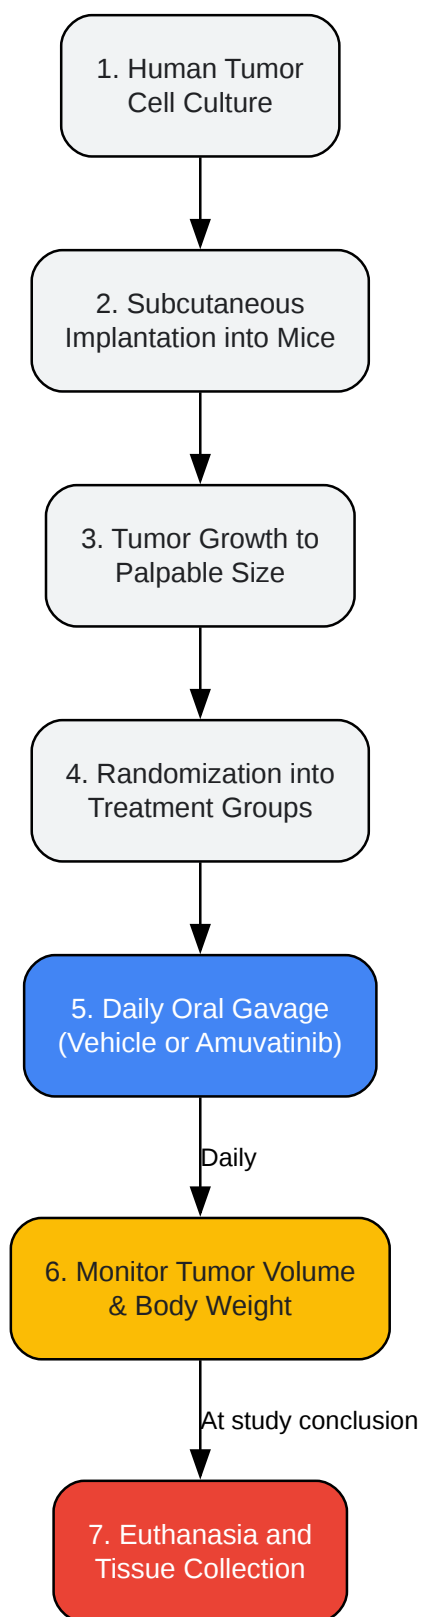 1. Human Tumor
Cell Culture
2. Subcutaneous
Implantation into Mice
3. Tumor Growth to
Palpable Size
4. Randomization into
Treatment Groups
5. Daily Oral Gavage
(Vehicle or Amuvatinib)
Daily
6. Monitor Tumor Volume
& Body Weight
At study conclusion
7. Euthanasia and
Tissue Collection